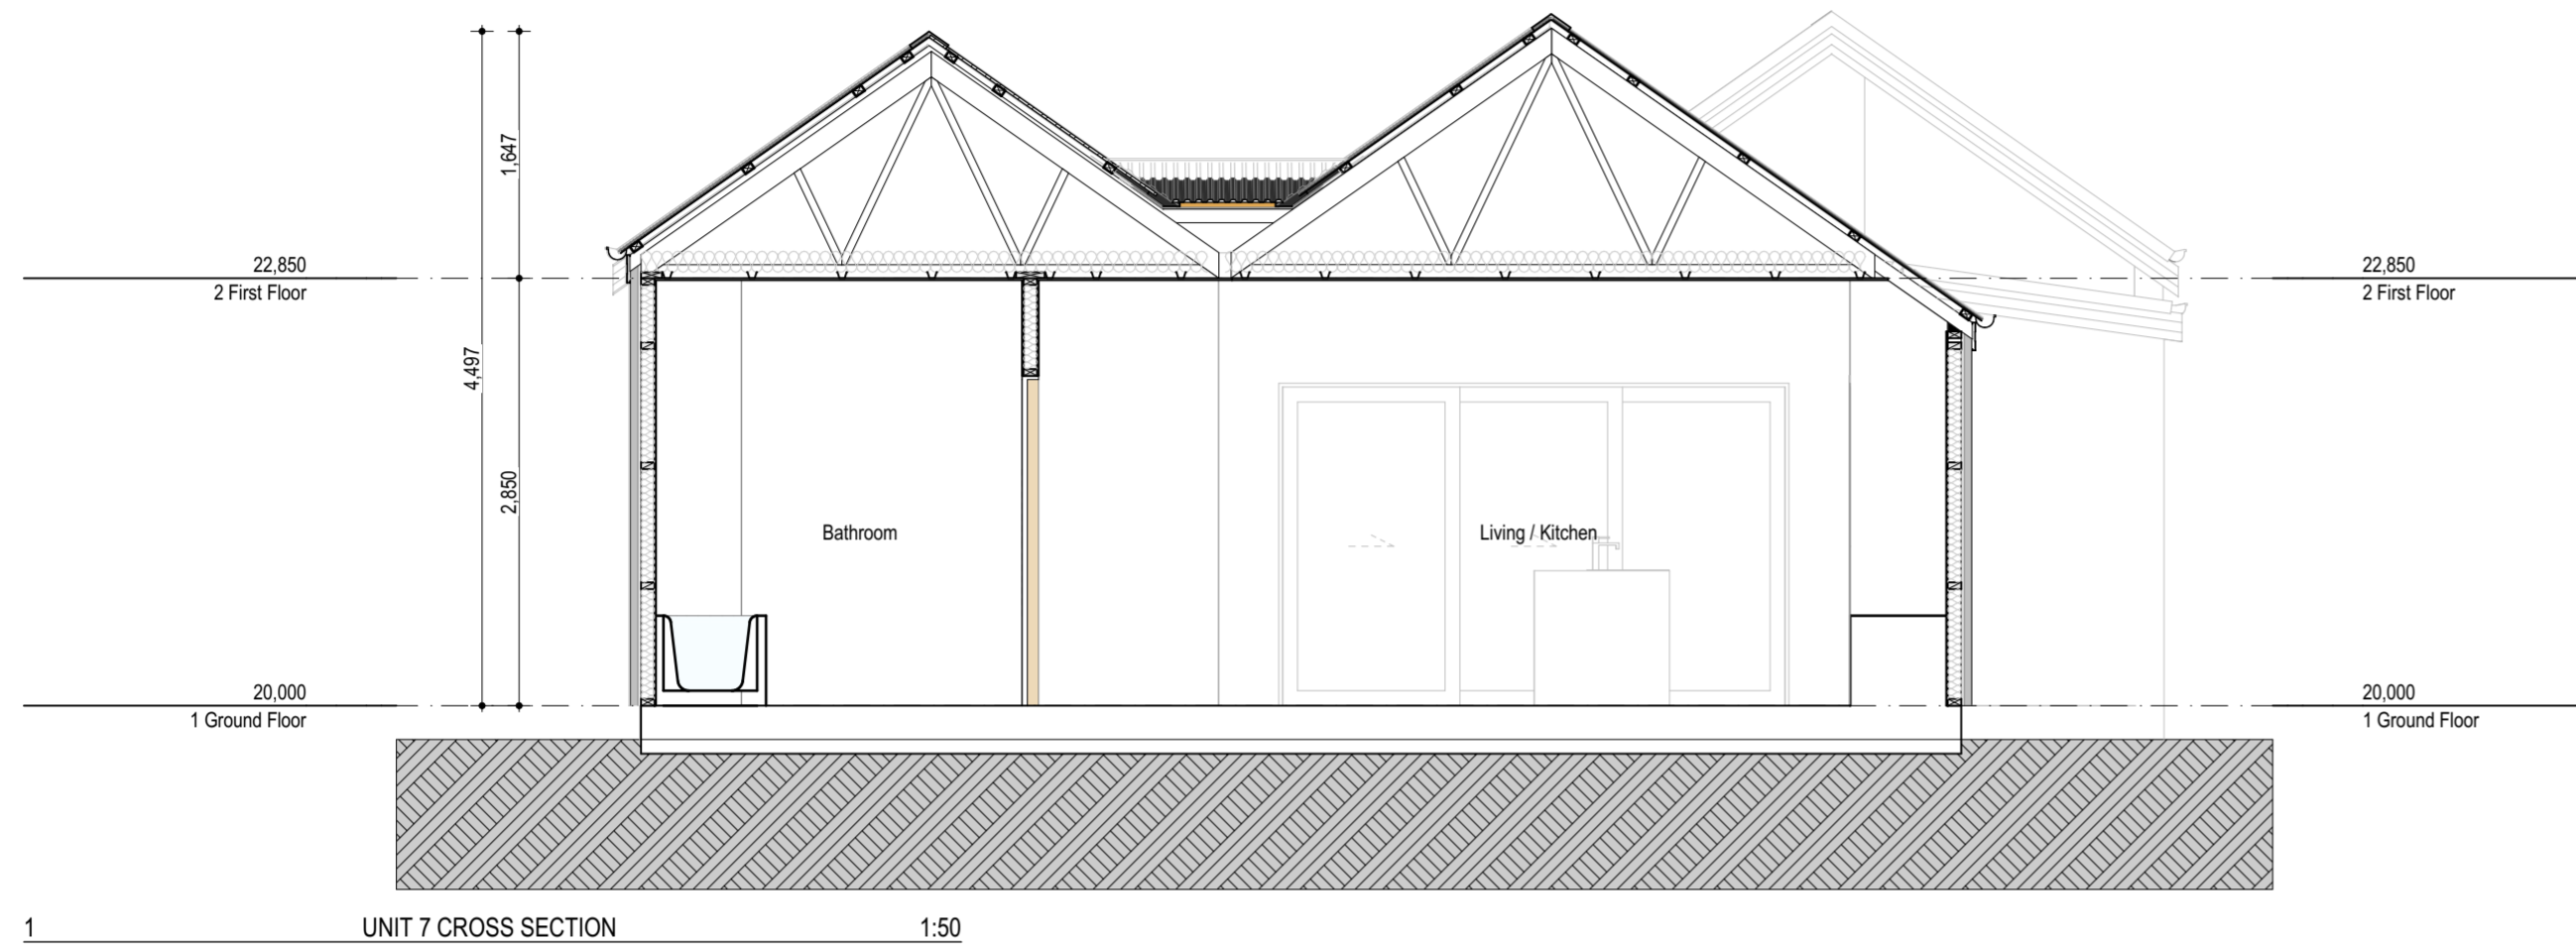 1,647
22,850
2 First Floor
22,850
2 First Floor
4,497
2,850
Bathroom
Living / Kitchen
20,000
1 Ground Floor
20,000
1 Ground Floor
1 UNIT 7 CROSS SECTION 1:50